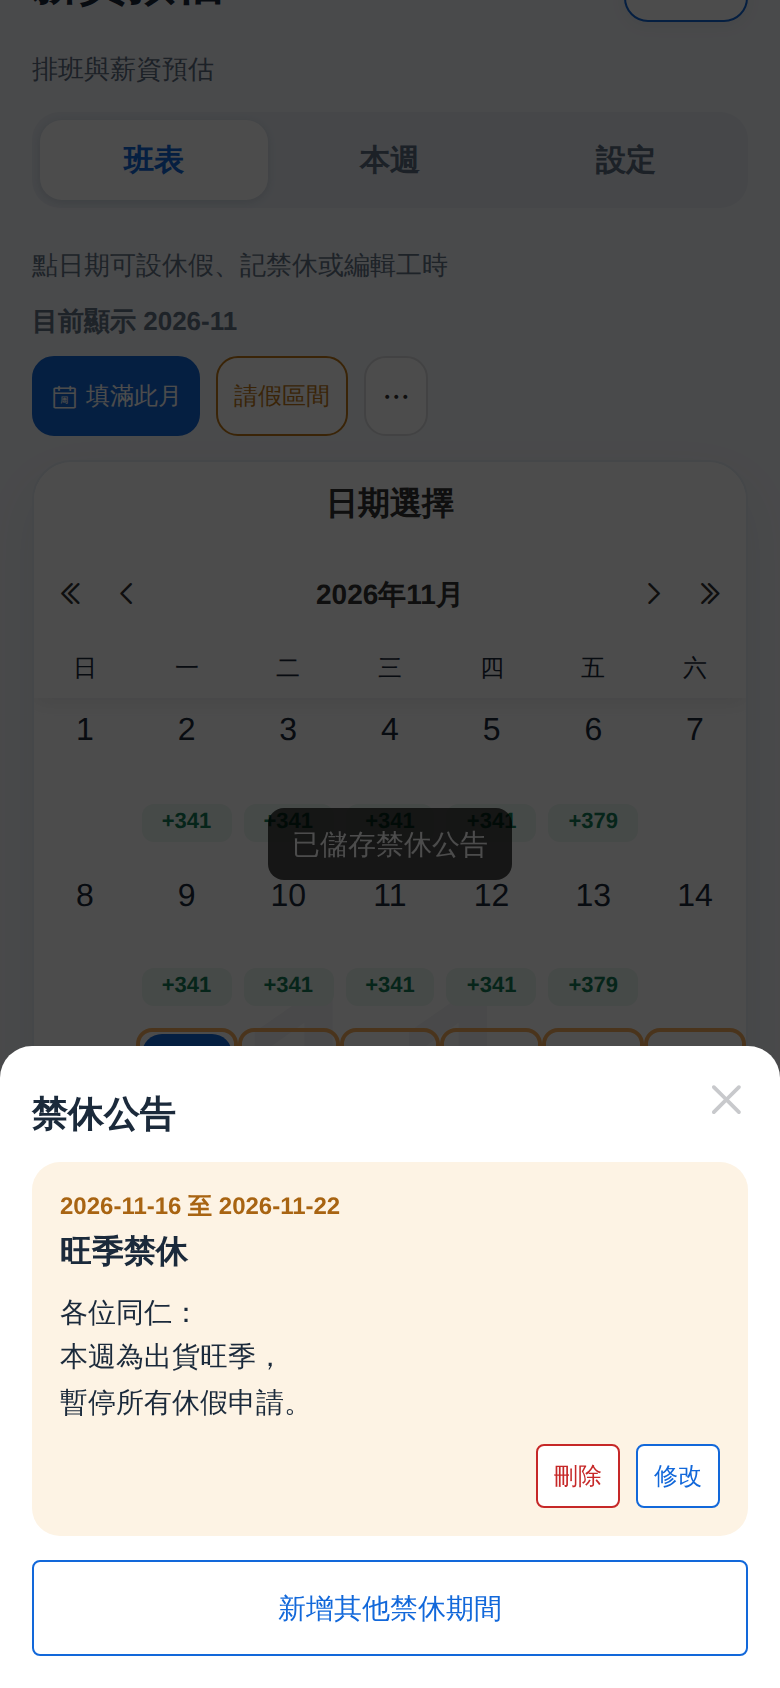 排班與薪資預估
班表 本週 設定
點日期可設休假、記禁休或編輯工時
目前顯示 2026-11
填滿此月 請假區間 ...
日期選擇
2026年11月
日 一 二 三 四 五 六
1 2 3 4 5 6 7
+341 +341 +341 +341 +379
已儲存禁休公告
8 9 10 11 12 13 14
+341 +341 +341 +341 +379
禁休公告
2026-11-16 至 2026-11-22
旺季禁休
各位同仁：
本週為出貨旺季，
暫停所有休假申請。
刪除 修改
新增其他禁休期間